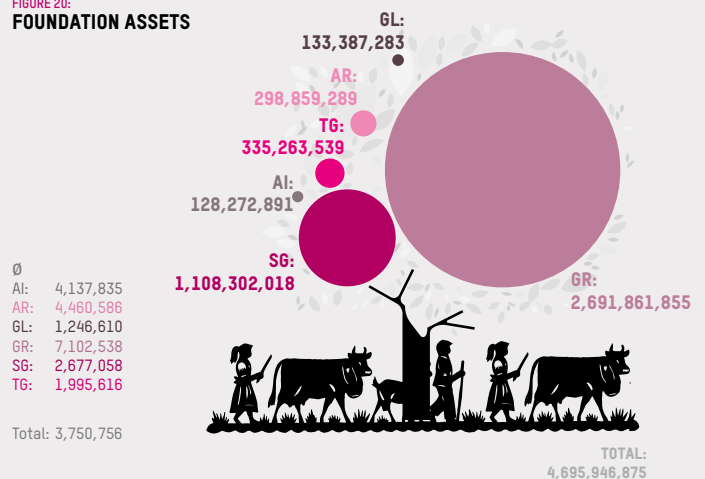 FIGURE 20:
FOUNDATION ASSETS
GL:
133,387,283
AR:
298,859,289
TG:
335,263,539
AI:
128,272,891
SG:
1,108,302,018
GR:
2,691,861,855
Ø
AI: 4,137,835
AR: 4,460,586
GL: 1,246,610
GR: 7,102,538
SG: 2,677,058
TG: 1,995,616
Total: 3,750,756
TOTAL:
4,695,946,875